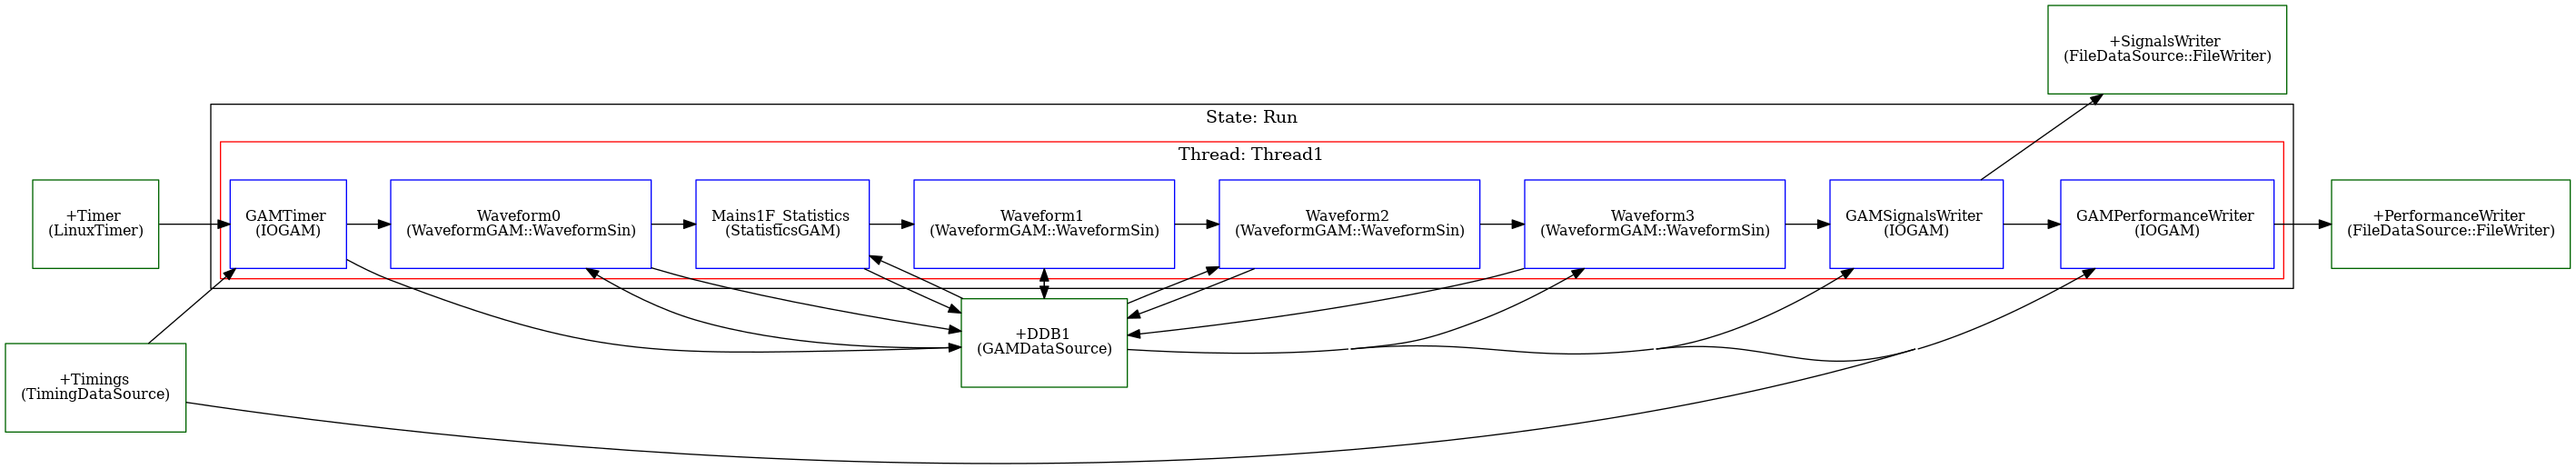 +SignalsWriter
(FileDataSource::FileWriter)
State: Run
Thread: Thread1
+Timer
(LinuxTimer)
GAMTimer
(IOGAM)
Waveform0
(WaveformGAM::WaveformSin)
Mains1F_Statistics
(StatisticsGAM)
Waveform1
(WaveformGAM::WaveformSin)
Waveform2
(WaveformGAM::WaveformSin)
Waveform3
(WaveformGAM::WaveformSin)
GAMSignalsWriter
(IOGAM)
GAMPerformanceWriter
(IOGAM)
+PerformanceWriter
(FileDataSource::FileWriter)
+DDB1
(GAMDataSource)
+Timings
(TimingDataSource)